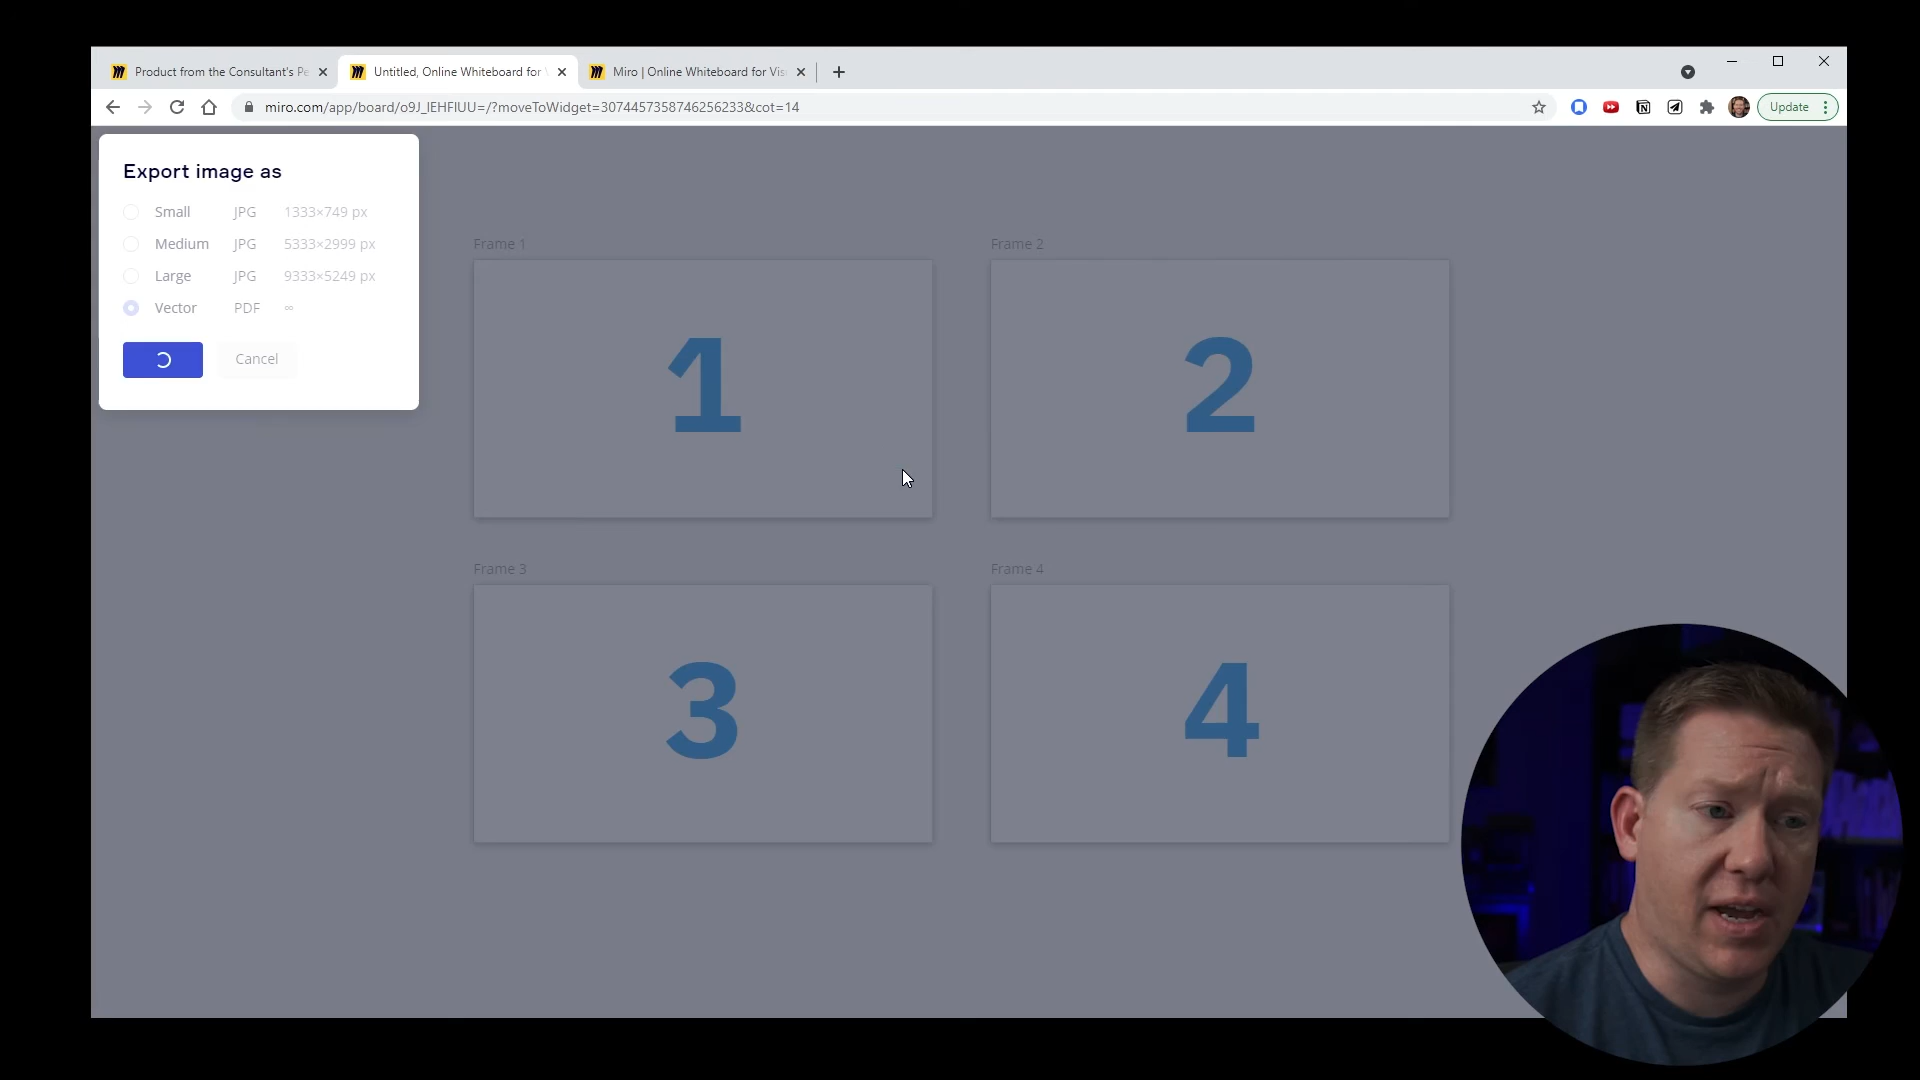 Product from the Consultant's Pe
Untitled, Online Whiteboard for
Miro | Online Whiteboard for Vis
miro.com/app/board/o9J_lEHFIUU=/?moveToWidget=3074457358746256233&cot=14
Update
Export image as
Small JPG 1333×749 px
Medium JPG 5333×2999 px
Large JPG 9333×5249 px
Vector PDF ∞
Cancel
Frame 1
1
Frame 2
2
Frame 3
3
Frame 4
4